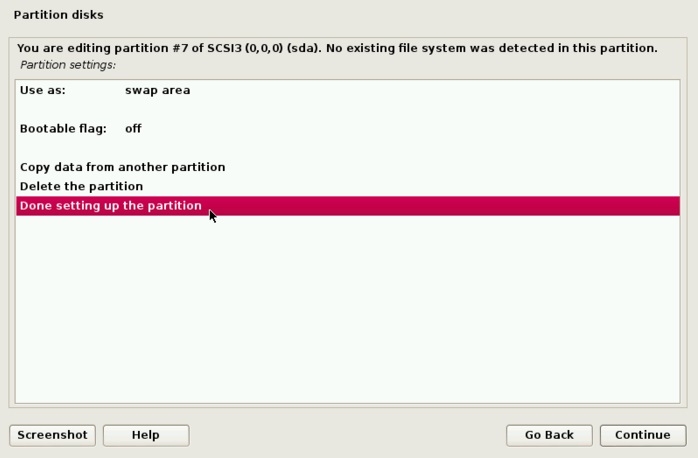 Partition disks
You are editing partition #7 of SCSI3 (0,0,0) (sda). No existing file system was detected in this partition.
Partition settings:
Use as: swap area
Bootable flag: off
Copy data from another partition
Delete the partition
Done setting up the partition
Screenshot Help Go Back Continue